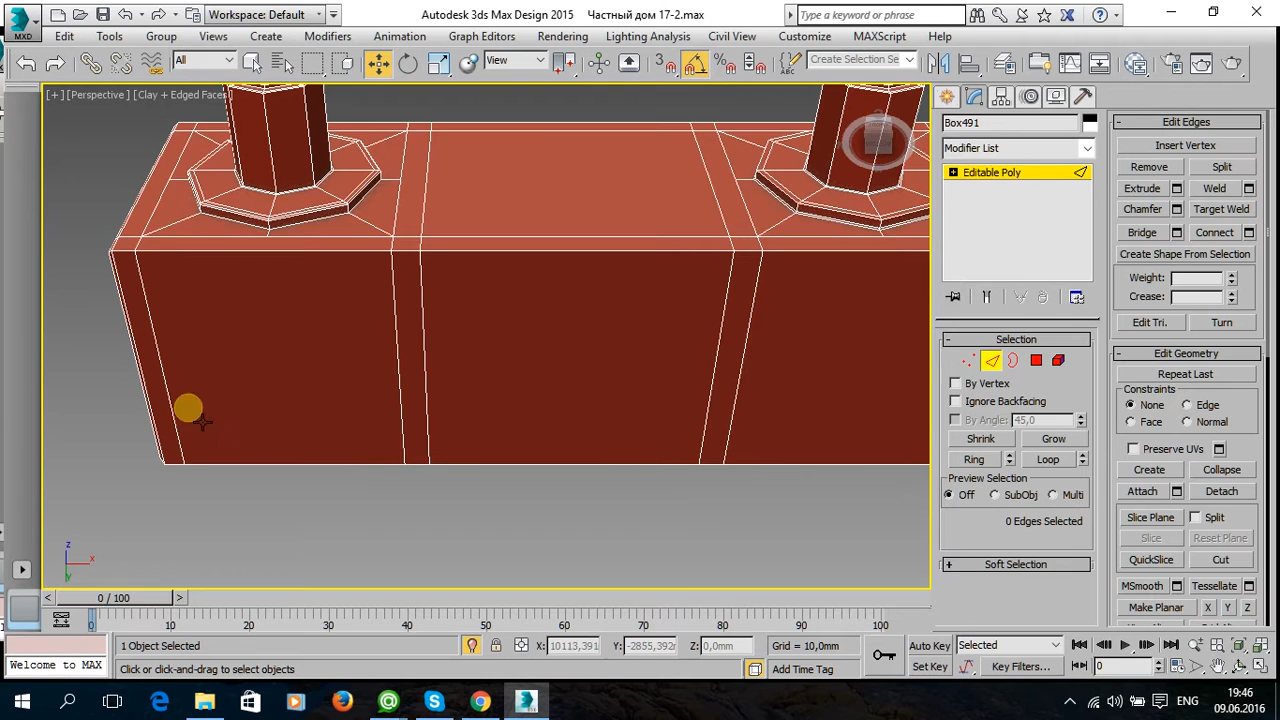 MXD
Workspace: Default
Autodesk 3ds Max Design 2015 Частный дом 17-2.max
Type a keyword or phrase
Edit Tools Group Views Create Modifiers Animation Graph Editors Rendering Lighting Analysis Civil View Customize MAXScript Help
All View 3 Create Selection Se
[+] [Perspective] [Clay + Edged Faces
Box491
Modifier List
Editable Poly
Selection
By Vertex
Ignore Backfacing
By Angle: 45,0
Shrink Grow
Ring Loop
Preview Selection
Off SubObj Multi
0 Edges Selected
Soft Selection
Edit Edges
Insert Vertex
Remove Split
Extrude Weld
Chamfer Target Weld
Bridge Connect
Create Shape From Selection
Weight:
Crease:
Edit Tri. Turn
Edit Geometry
Repeat Last
Constraints
None Edge
Face Normal
Preserve UVs
Create Collapse
Attach Detach
Slice Plane Split
Slice Reset Plane
QuickSlice Cut
MSmooth Tessellate
Make Planar X Y Z
z
x
y
0 / 100
0 10 20 30 40 50 60 70 80 90 100
1 Object Selected X: 10113,391 Y: -2855,392 Z: 0,0mm Grid = 10,0mm Auto Key Selected
Welcome to MAX Click or click-and-drag to select objects Add Time Tag Set Key Key Filters... 0
ENG
19:46
09.06.2016